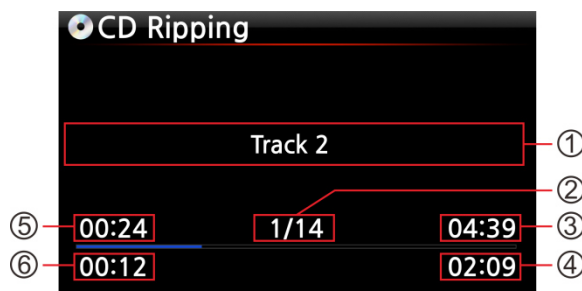 CD Ripping
Track 2 ①
②
⑤ 00:24 1/14 04:39 ③
⑥ 00:12 02:09 ④